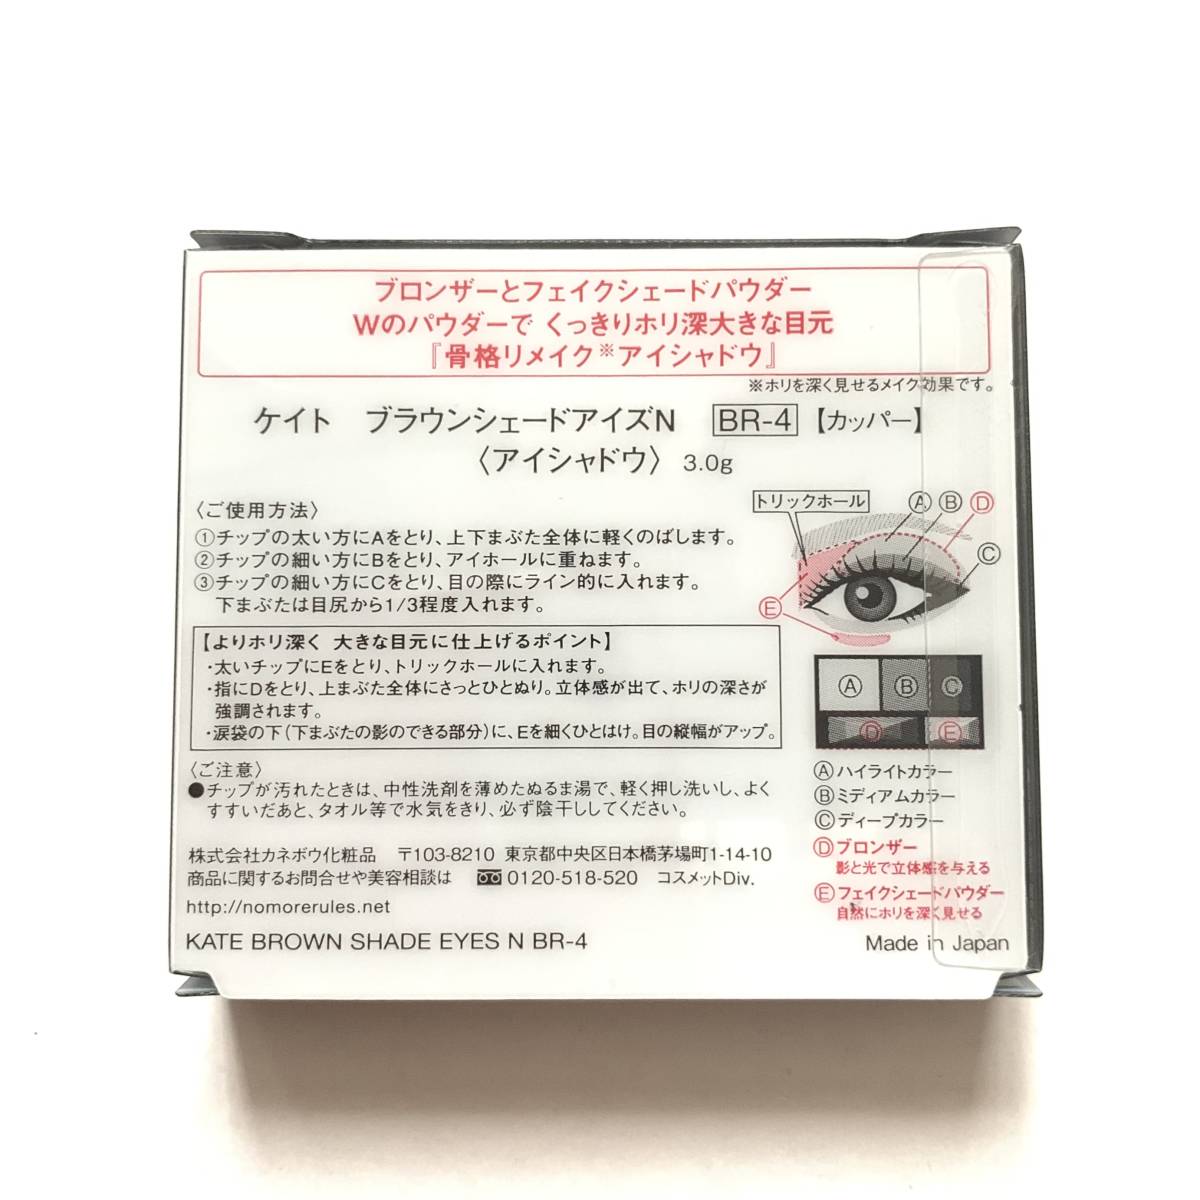 ブロンザーとフェイクシェードパウダー
Wのパウダーで くっきりホリ深大きな目元
『骨格リメイク※アイシャドウ』
※ホリを深く見せるメイク効果です。
ケイト ブラウンシェードアイズN BR-4 【カッパー】
〈アイシャドウ〉 3.0g
〈ご使用方法〉
①チップの太い方にAをとり、上下まぶた全体に軽くのばします。
②チップの細い方にBをとり、アイホールに重ねます。
③チップの細い方にCをとり、目の際にライン的に入れます。
下まぶたは目尻から1/3程度入れます。
【よりホリ深く 大きな目元に仕上げるポイント】
・太いチップにEをとり、トリックホールに入れます。
・指にDをとり、上まぶた全体にさっとひとぬり。立体感が出て、ホリの深さが
強調されます。
・涙袋の下(下まぶたの影のできる部分)に、Eを細くひとはけ。目の縦幅がアップ。
〈ご注意〉
●チップが汚れたときは、中性洗剤を薄めたぬるま湯で、軽く押し洗いし、よく
すすいだあと、タオル等で水気をきり、必ず陰干ししてください。
株式会社カネボウ化粧品 〒103-8210 東京都中央区日本橋茅場町1-14-10
商品に関するお問合せや美容相談は 0120-518-520 コスメットDiv.
http://nomorerules.net
KATE BROWN SHADE EYES N BR-4
トリックホール
Ⓐ Ⓑ Ⓓ
Ⓒ
Ⓔ
Ⓐ Ⓑ Ⓒ
Ⓓ Ⓔ
Ⓐハイライトカラー
Ⓑミディアムカラー
Ⓒディープカラー
Ⓓブロンザー
影と光で立体感を与える
Ⓔフェイクシェードパウダー
自然にホリを深く見せる
Made in Japan